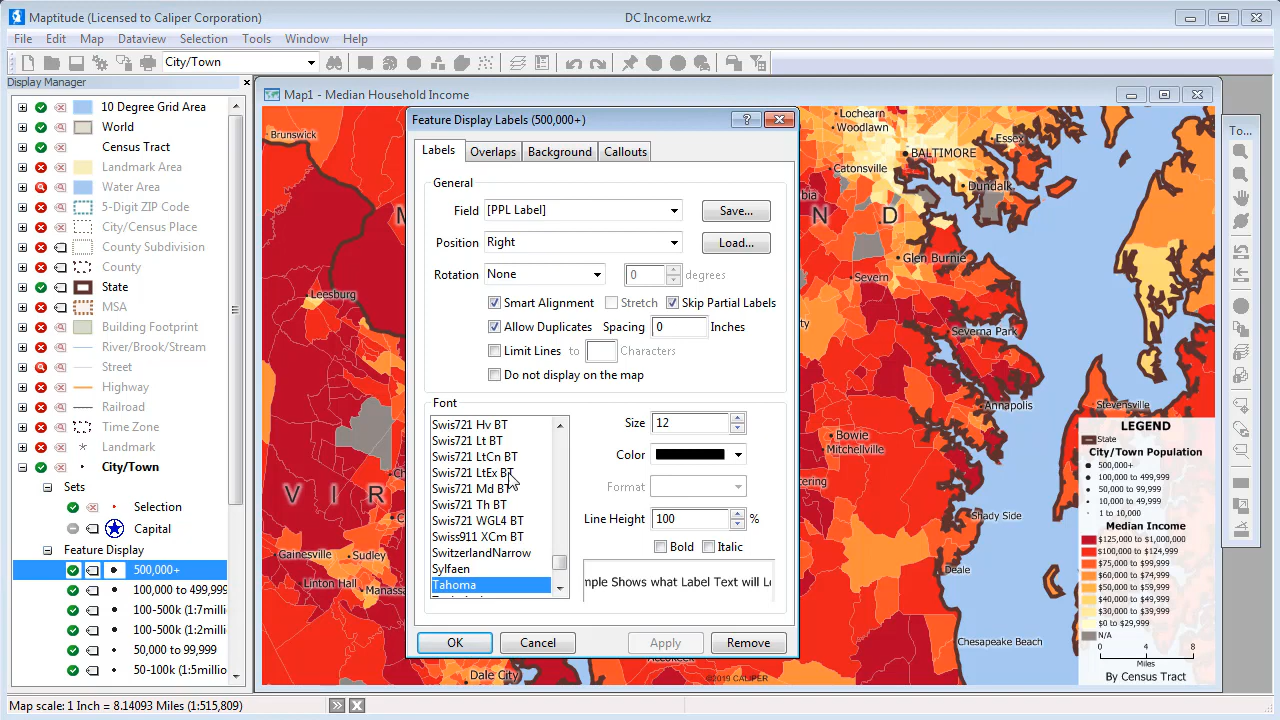 Maptitude (Licensed to Caliper Corporation)
DC Income.wrkz
File Edit Map Dataview Selection Tools Window Help
City/Town
Display Manager
10 Degree Grid Area
World
Census Tract
Landmark Area
Water Area
5-Digit ZIP Code
City/Census Place
County Subdivision
County
State
MSA
Building Footprint
River/Brook/Stream
Street
Highway
Railroad
Time Zone
Landmark
City/Town
Sets
Selection
Capital
Feature Display
500,000+
100,000 to 499,999
100-500k (1:7milli
100-500k (1:2milli
50,000 to 99,999
50-100k (1:5millio
Map1 - Median Household Income
Brunswick
Leesburg
V I R
Gainesville
Sudley
Linton Hall
Manassa
Dale City
©2019 CALIPER
Feature Display Labels (500,000+)
Labels Overlaps Background Callouts
General
Field [PPL Label] Save...
Position Right Load...
Rotation None 0 degrees
Smart Alignment Stretch Skip Partial Labels
Allow Duplicates Spacing 0 Inches
Limit Lines to Characters
Do not display on the map
Font
Swis721 Hv BT
Swis721 Lt BT
Swis721 LtCn BT
Swis721 LtEx BT
Swis721 Md BT
Swis721 Th BT
Swis721 WGL4 BT
Swiss911 XCm BT
SwitzerlandNarrow
Sylfaen
Tahoma
Size 12
Color
Format
Line Height 100 %
Bold Italic
mple Shows what Label Text will L
OK Cancel Apply Remove
Lochearn
Woodlawn
Essex
BALTIMORE
Catonsville
Dundalk
N D
Glen Burnie
Severn
Severna Park
Annapolis
Stevensville
Bowie
Mitchellville
Shady Side
Deale
Chesapeake Beach
LEGEND
State
City/Town Population
500,000+
100,000 - 499,999
50,000 - 99,999
10,000 - 49,999
1 to 10,000
Median Income
$125,000 to $1,000,000
$100,000 to $124,999
$75,000 to $99,999
$60,000 to $74,999
$50,000 to $59,999
$40,000 to $49,999
$30,000 to $39,999
$0 to $29,999
N/A
0 4 8
Miles
By Census Tract
To...
Map scale: 1 Inch = 8.14093 Miles (1:515,809)